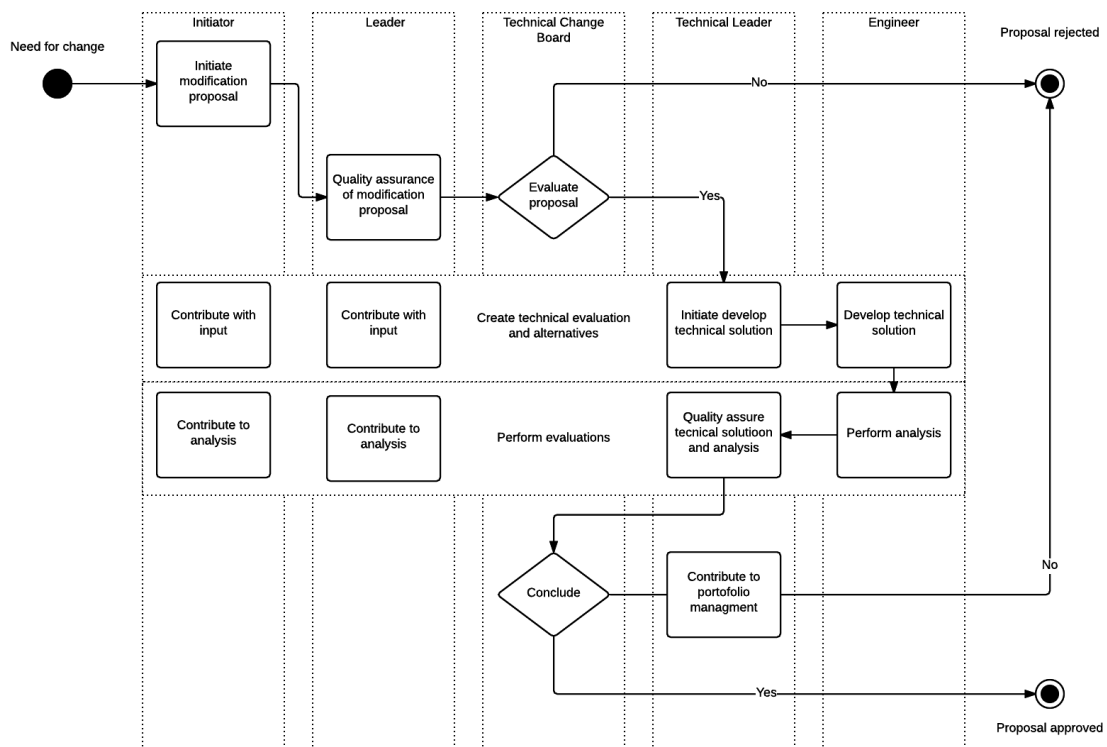 Initiator
Leader
Technical Change
Board
Technical Leader
Engineer
Proposal rejected
Need for change
Initiate
modification
proposal
No
Quality assurance
of modification
proposal
Evaluate
proposal
Yes
Contribute with
input
Contribute with
input
Create technical evaluation
and alternatives
Initiate develop
technical solution
Develop technical
solution
Contribute to
analysis
Contribute to
analysis
Perform evaluations
Quality assure
tecnical solutioon
and analysis
Perform analysis
Conclude
Contribute to
portofolio
managment
No
Yes
Proposal approved